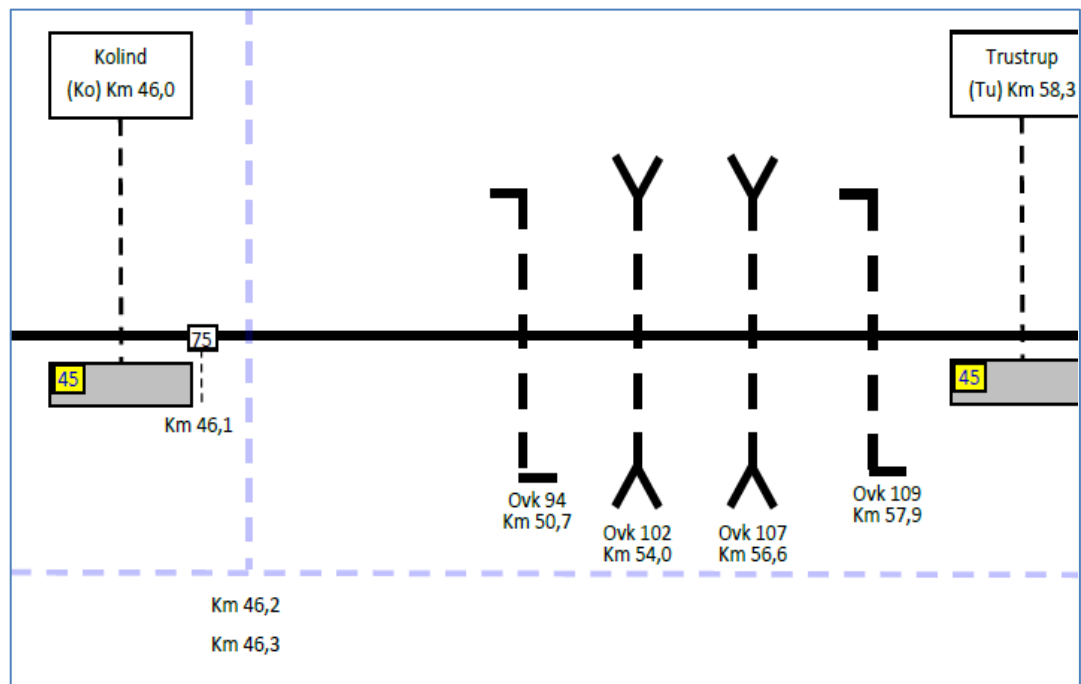 Kolind
(Ko) Km 46,0
Trustrup
(Tu) Km 58,3
75
45
Km 46,1
45
Ovk 94
Km 50,7
Ovk 102
Km 54,0
Ovk 107
Km 56,6
Ovk 109
Km 57,9
Km 46,2
Km 46,3